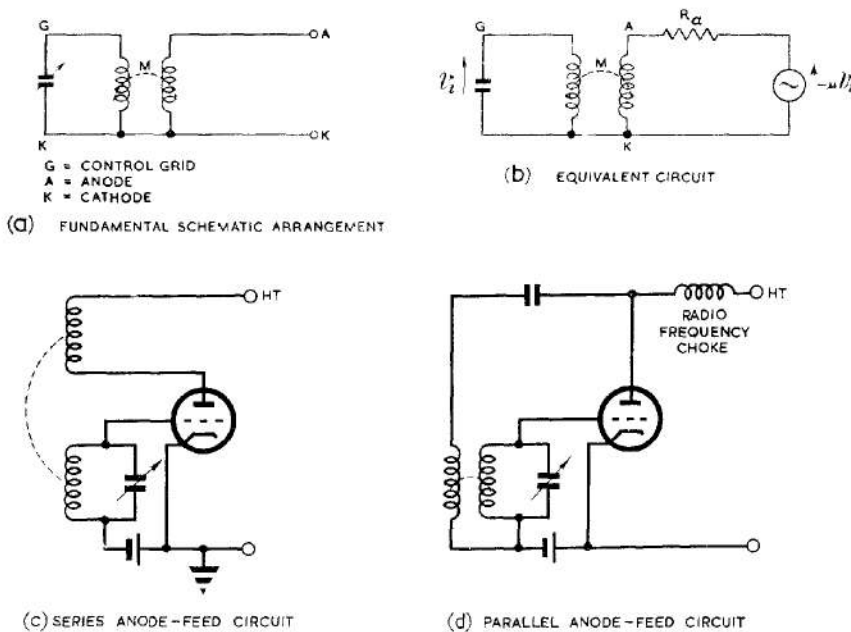 G
M
A
K
K
G = CONTROL GRID
A = ANODE
K = CATHODE
(a) FUNDAMENTAL SCHEMATIC ARRANGEMENT
G
A
Rα
M
K
(b) EQUIVALENT CIRCUIT
HT
(c) SERIES ANODE-FEED CIRCUIT
HT
RADIO
FREQUENCY
CHOKE
(d) PARALLEL ANODE-FEED CIRCUIT